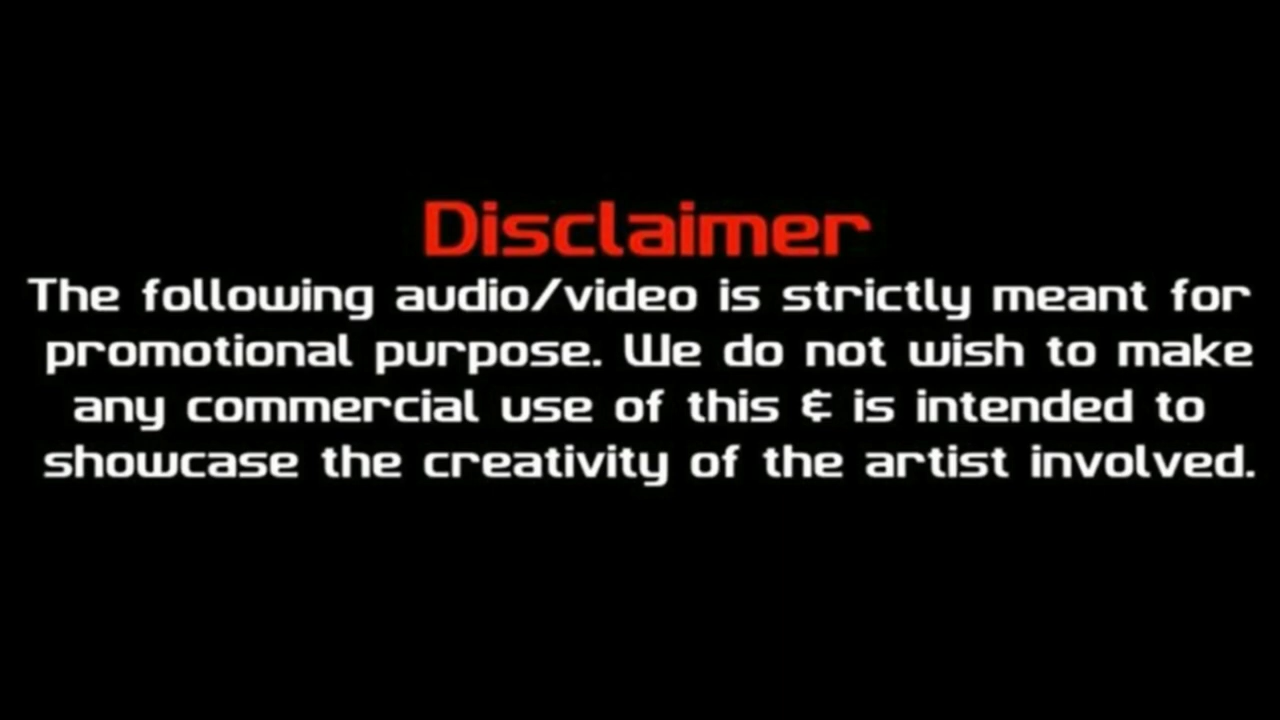 Disclaimer
The following audio/video is strictly meant for
promotional purpose. We do not wish to make
any commercial use of this & is intended to
showcase the creativity of the artist involved.